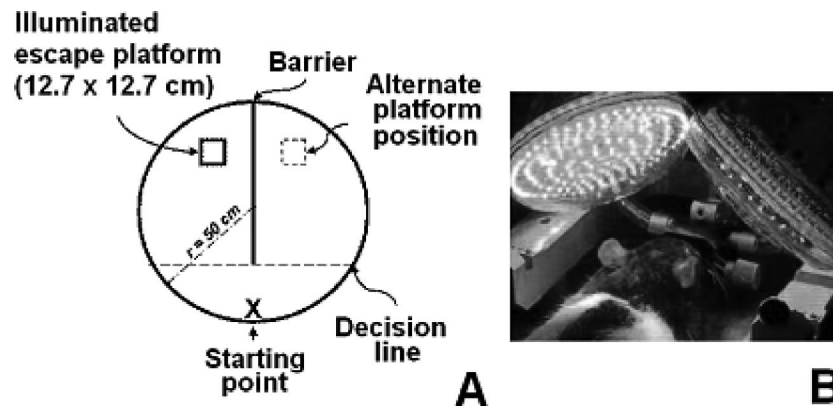 Illuminated
escape platform
(12.7 x 12.7 cm)
Barrier
Alternate
platform
position
r = 50 cm
X
Starting
point
Decision
line
A
B